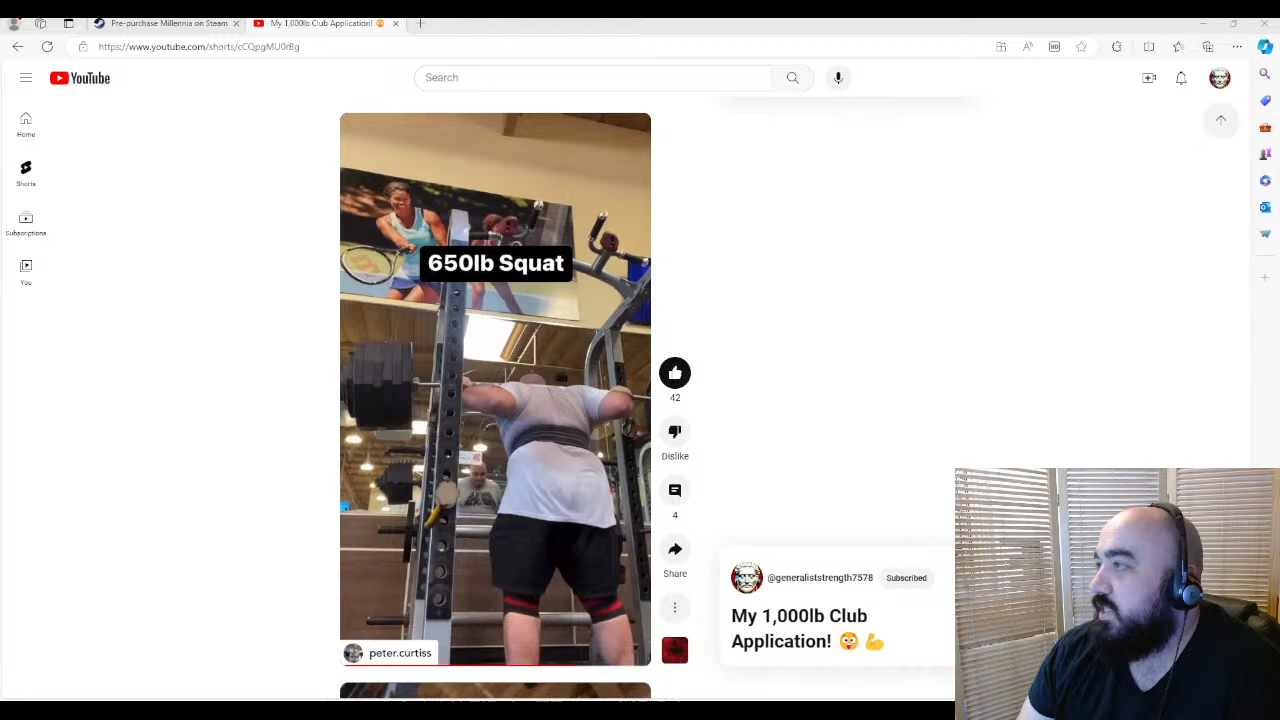 Pre-purchase Millennia on Steam
My 1,000lb Club Application!
https://www.youtube.com/shorts/cCQpgMU0rBg
YouTube
Search
Home
Shorts
Subscriptions
You
650lb Squat
42
Dislike
4
Share
peter.curtiss
@generaliststrength7578 Subscribed
My 1,000lb Club
Application! 😳 💪